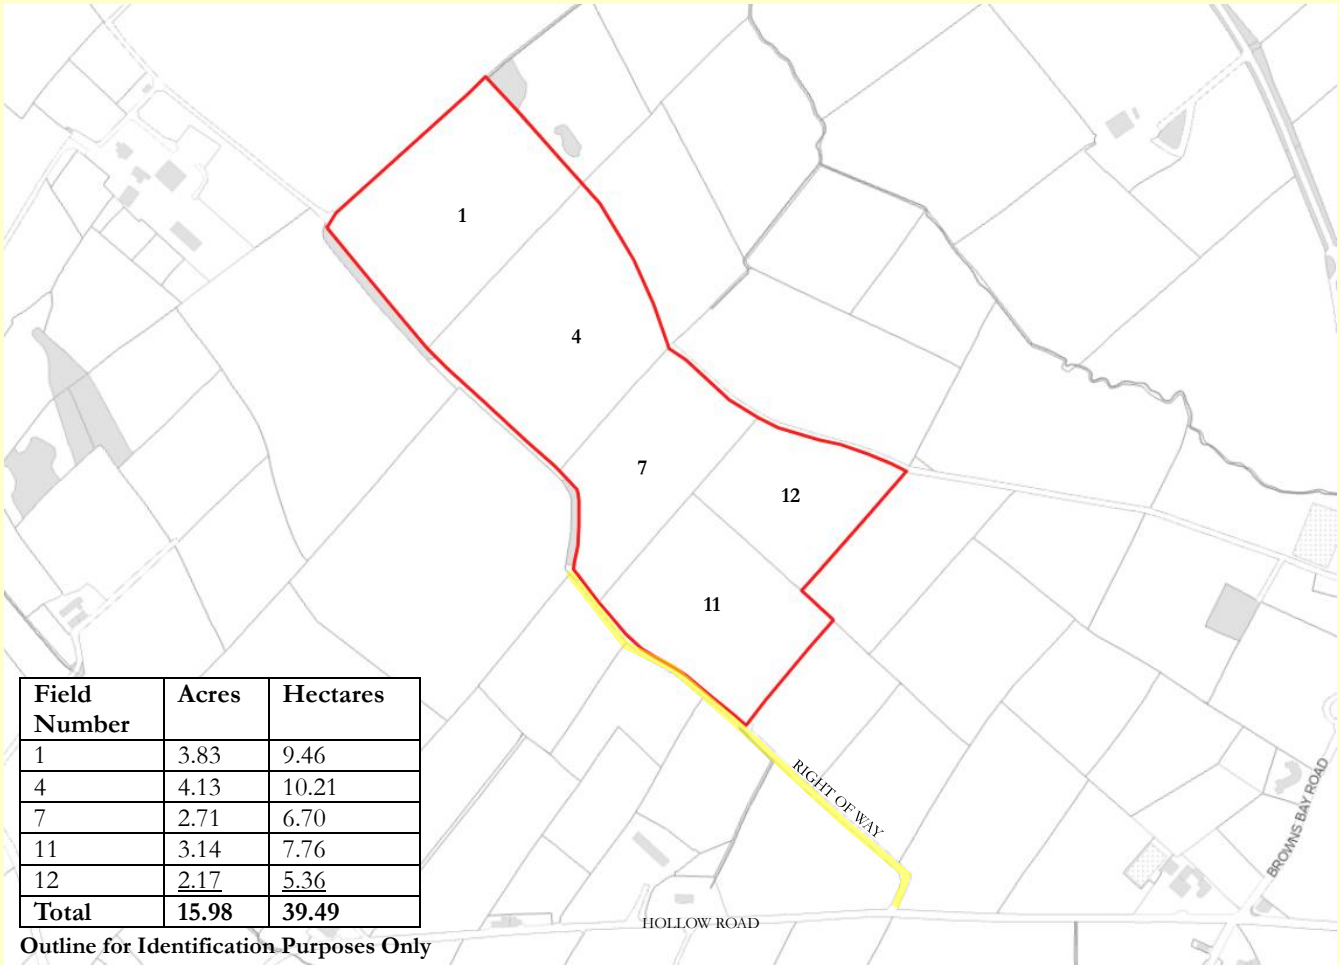 1
4
7
12
11
RIGHT OF WAY
BROWNS BAY ROAD
HOLLOW ROAD
Field Number Acres Hectares
1 3.83 9.46
4 4.13 10.21
7 2.71 6.70
11 3.14 7.76
12 2.17 5.36
Total 15.98 39.49
Outline for Identification Purposes Only